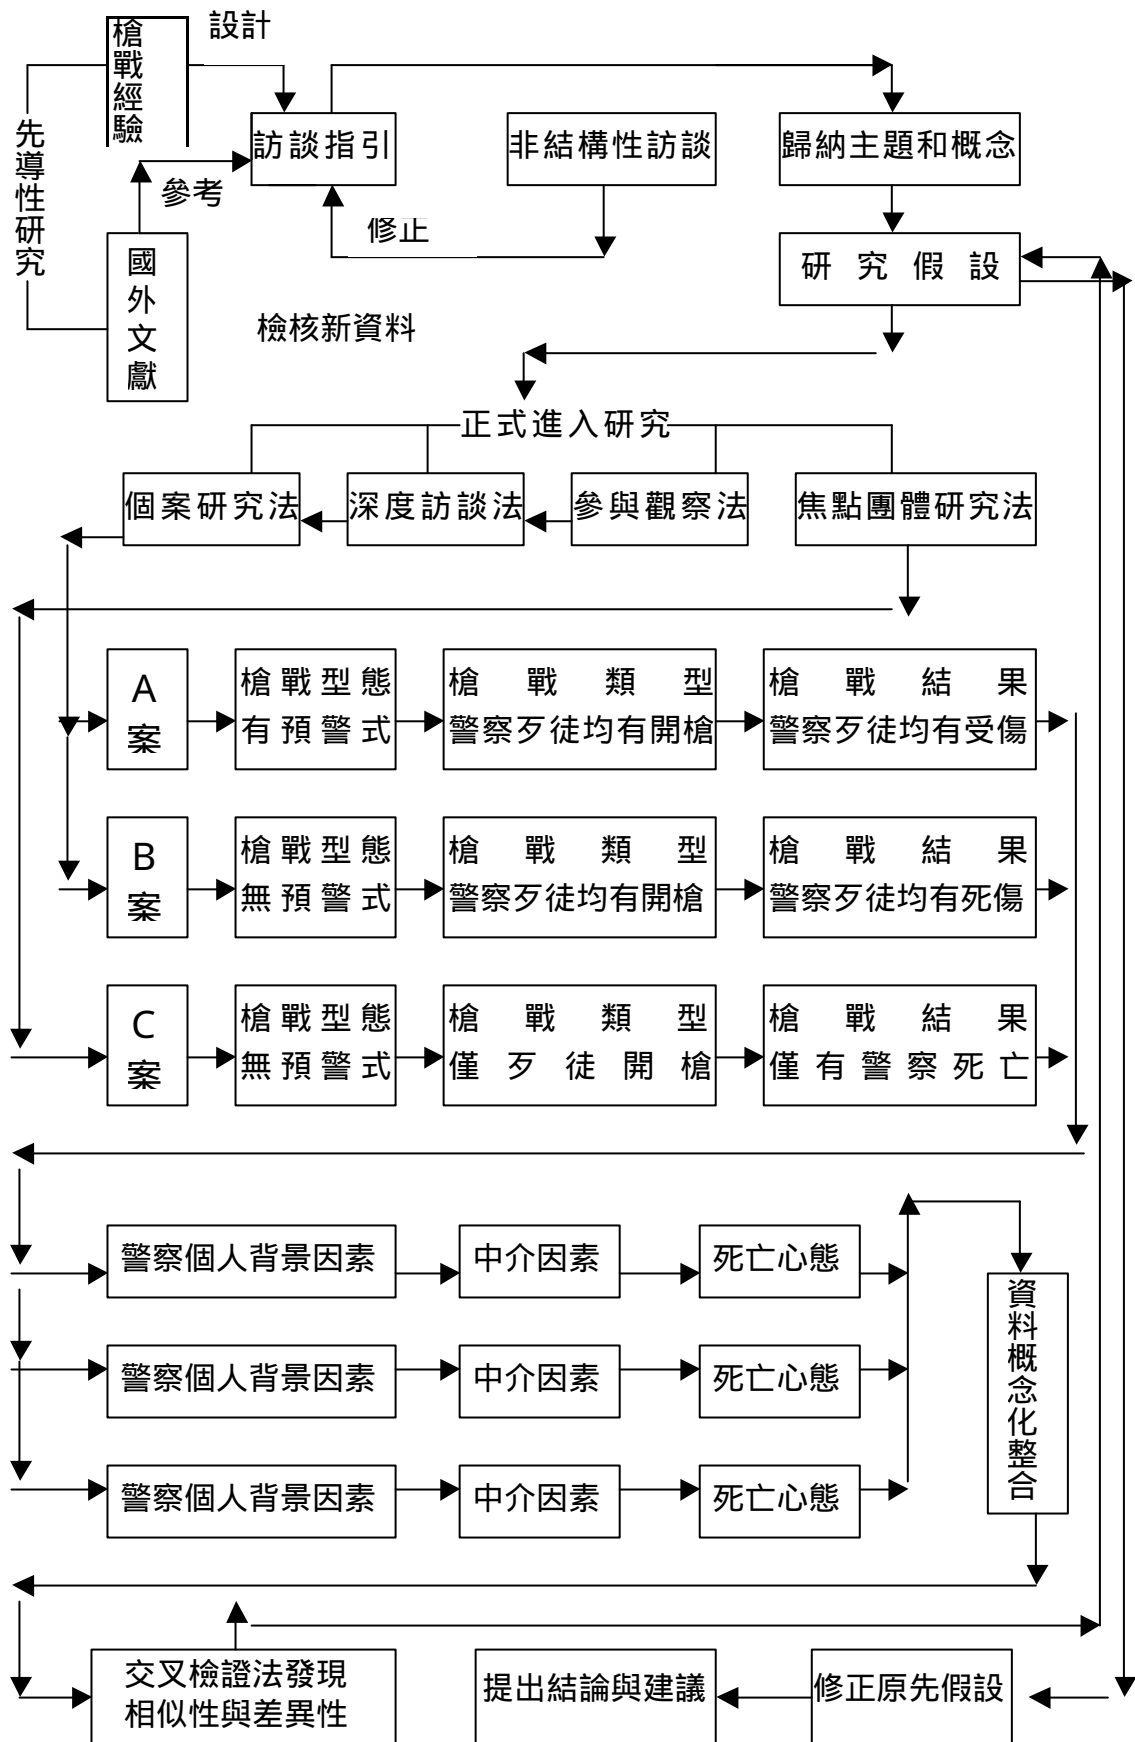 設計
槍戰經驗
先導性研究
訪談指引
非結構性訪談
歸納主題和概念
參考
修正
國外文獻
研究假設
檢核新資料
正式進入研究
個案研究法
深度訪談法
參與觀察法
焦點團體研究法
A案
槍戰型態
有預警式
槍戰類型
警察歹徒均有開槍
槍戰結果
警察歹徒均有受傷
B案
槍戰型態
無預警式
槍戰類型
警察歹徒均有開槍
槍戰結果
警察歹徒均有死傷
C案
槍戰型態
無預警式
槍戰類型
僅歹徒開槍
槍戰結果
僅有警察死亡
警察個人背景因素
中介因素
死亡心態
警察個人背景因素
中介因素
死亡心態
警察個人背景因素
中介因素
死亡心態
資料概念化整合
交叉檢證法發現
相似性與差異性
提出結論與建議
修正原先假設